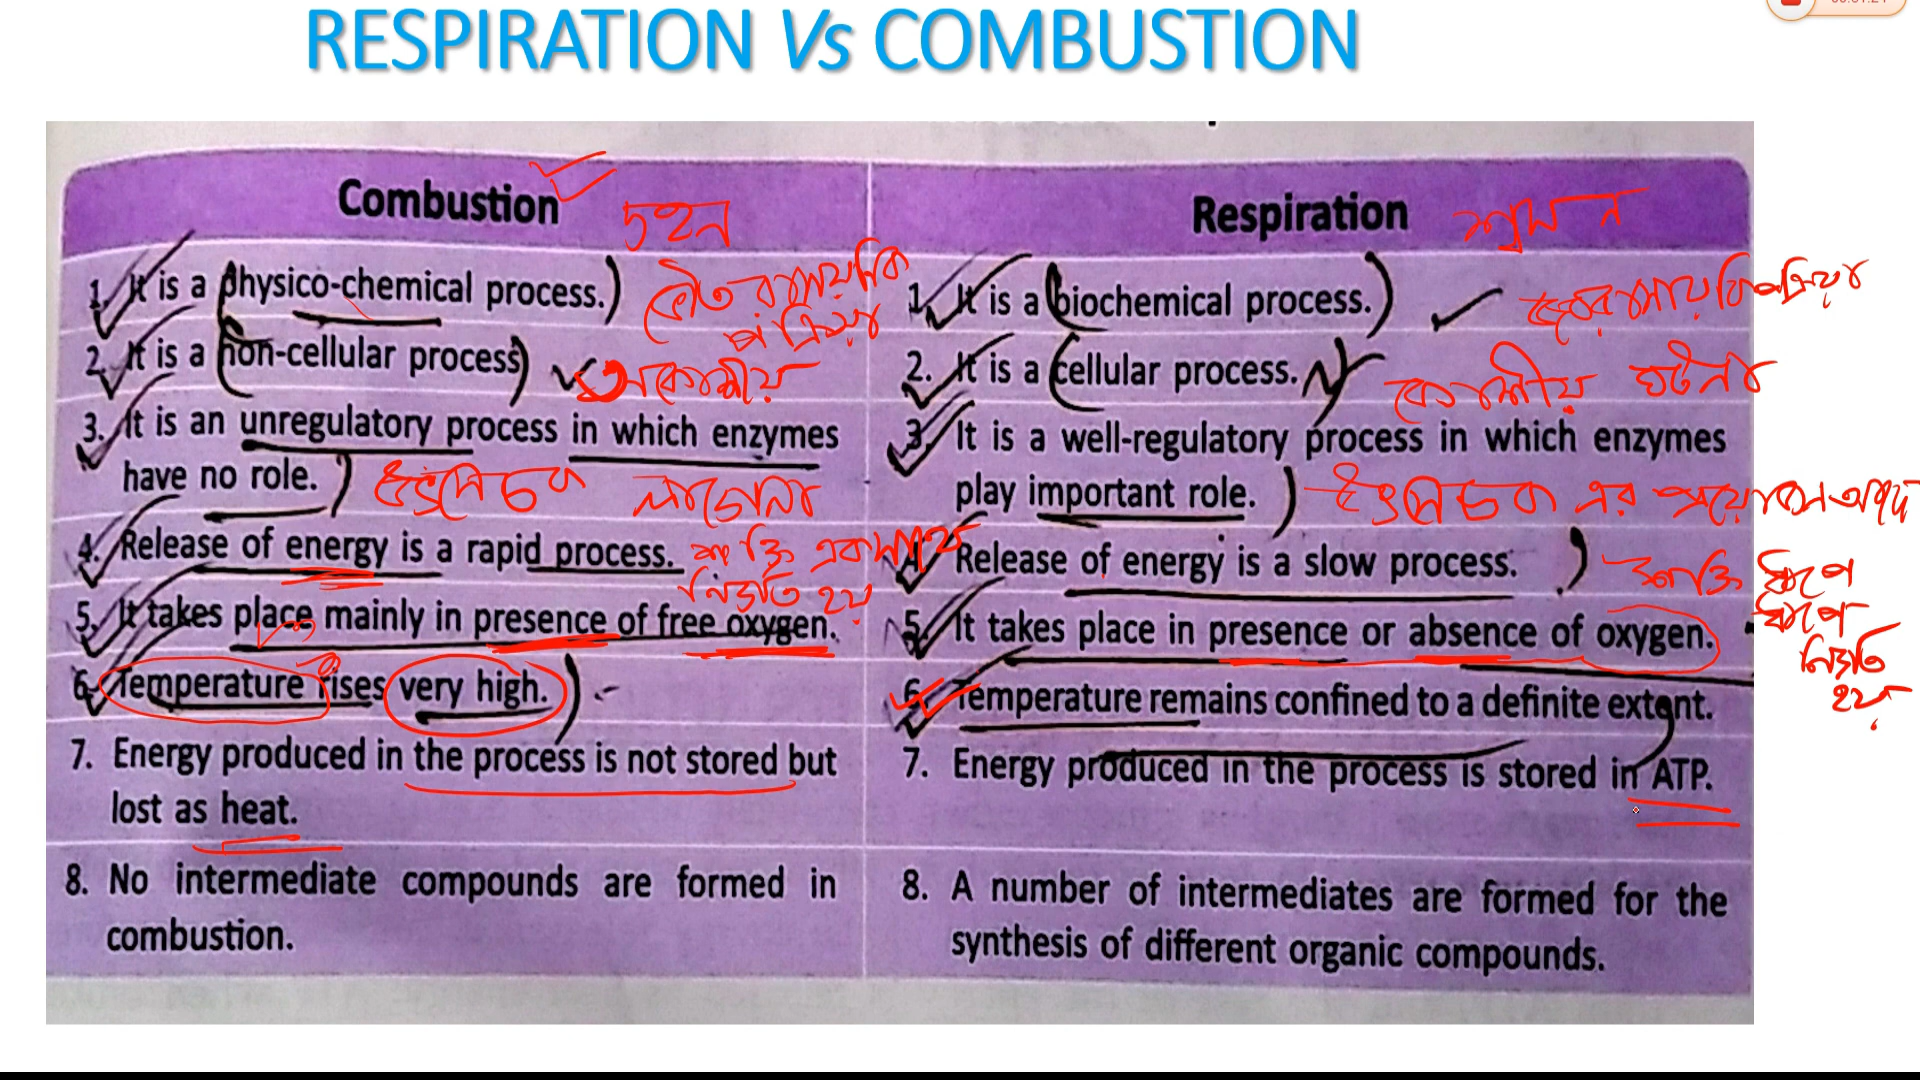 RESPIRATION Vs COMBUSTION
Combustion দহন
1. It is a physico-chemical process.) ভৌত রাসায়নিক
প্রক্রিয়া
2. It is a non-cellular process) অকোষীয়
3. It is an unregulatory process in which enzymes
have no role.) উৎসেচক লাগেনা
4. Release of energy is a rapid process. শক্তি একসাথে
নির্গত হয়
5. It takes place mainly in presence of free oxygen.
6. Temperature rises very high.)
7. Energy produced in the process is not stored but
lost as heat.
8. No intermediate compounds are formed in
combustion.
Respiration শ্বসন
1. It is a biochemical process.)
2. It is a cellular process. কোশীয় ঘটনা
3. It is a well-regulatory process in which enzymes
play important role.) উৎসেচক এর প্রয়োজন
4. Release of energy is a slow process. শক্তি ধাপে
ধাপে
নির্গত
হয়
5. It takes place in presence or absence of oxygen.
6. Temperature remains confined to a definite extent.
7. Energy produced in the process is stored in ATP.
8. A number of intermediates are formed for the
synthesis of different organic compounds.